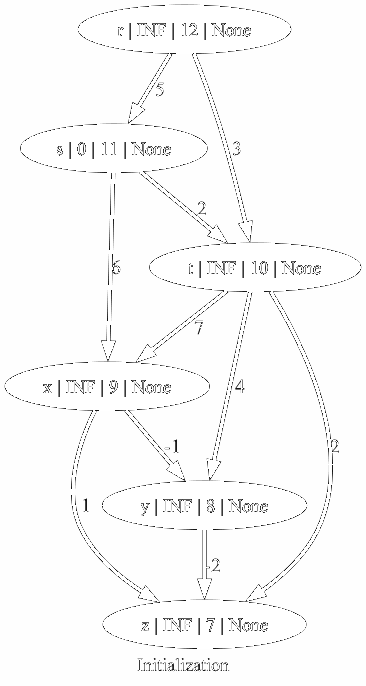 r | INF | 12 | None
5
s | 0 | 11 | None
3
2
6
t | INF | 10 | None
7
x | INF | 9 | None
4
2
-1
1
y | INF | 8 | None
-2
z | INF | 7 | None
Initialization